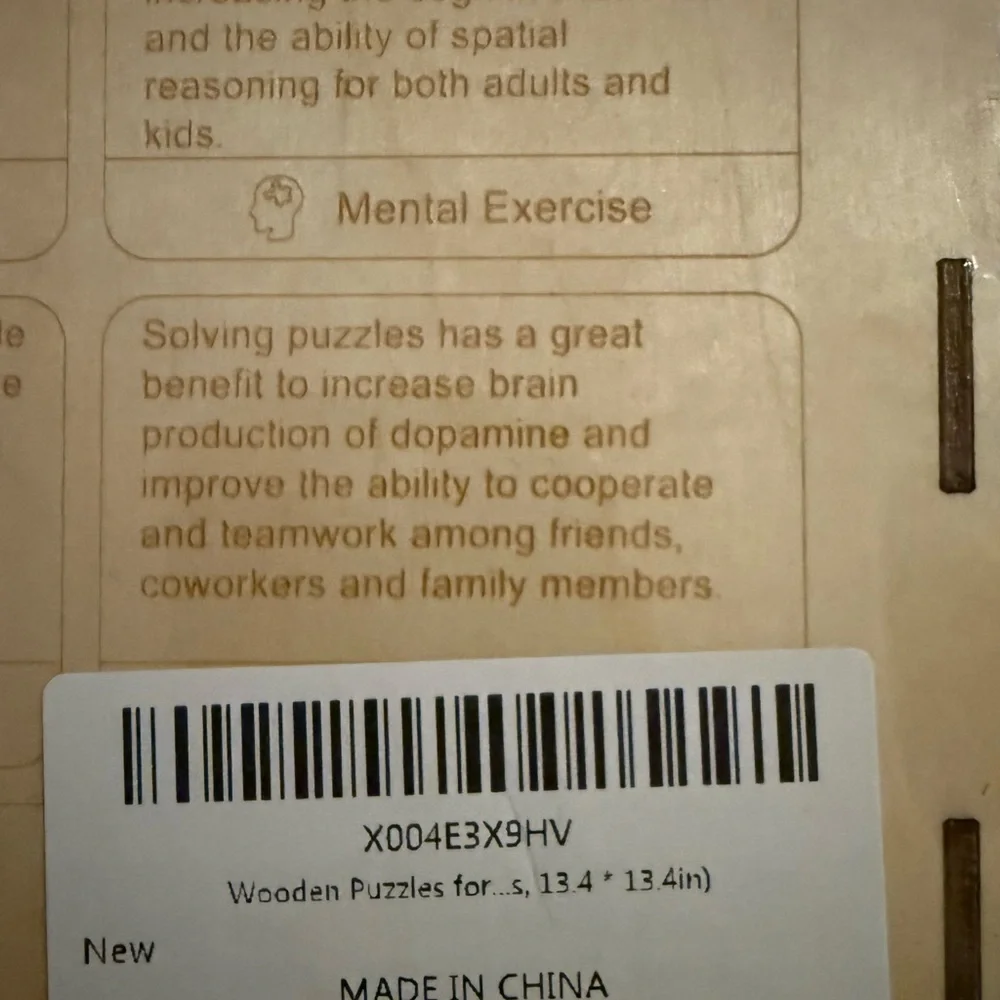 and the ability of spatial
reasoning for both adults and
kids.
Mental Exercise
Solving puzzles has a great
benefit to increase brain
production of dopamine and
improve the ability to cooperate
and teamwork among friends,
coworkers and family members.
X004E3X9HV
Wooden Puzzles for...s, 13.4 * 13.4in)
New
MADE IN CHINA